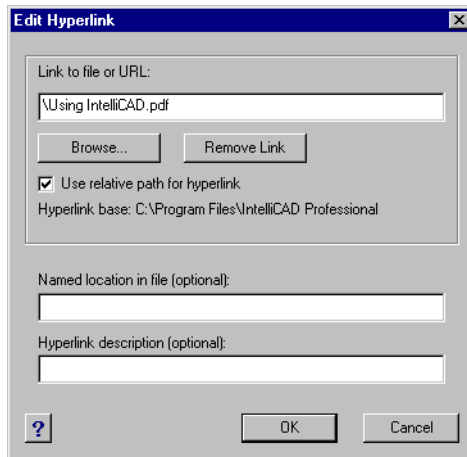 Edit Hyperlink
Link to file or URL:
\Using IntelliCAD.pdf
Browse... Remove Link
Use relative path for hyperlink
Hyperlink base: C:\Program Files\IntelliCAD Professional
Named location in file (optional):
Hyperlink description (optional):
? OK Cancel